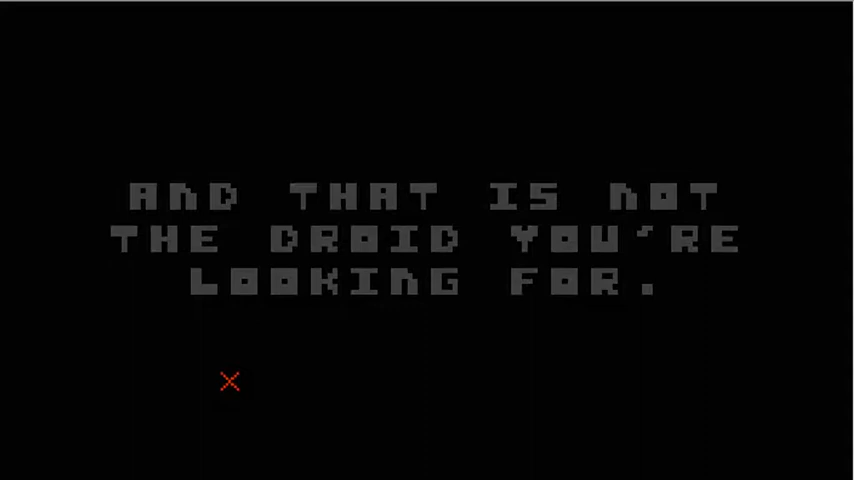 AnD THAT IS nOT
THE DROID YOU'RE
LOOKInG FOR.